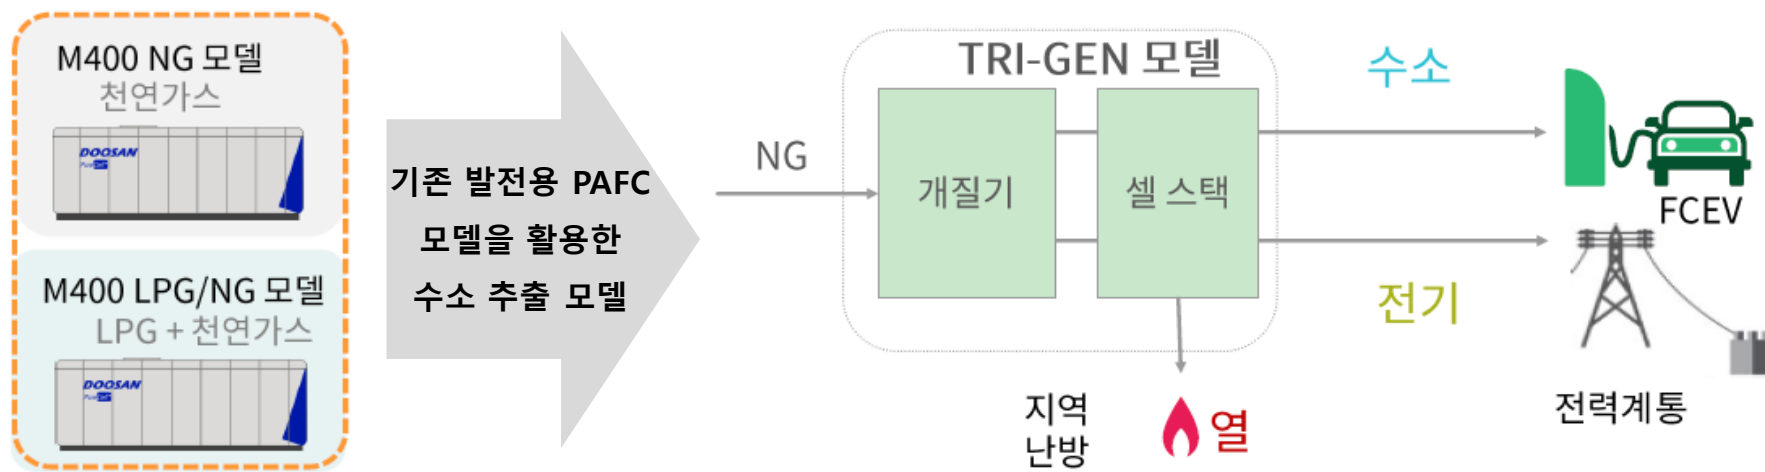 M400 NG 모델
천연가스
DOOSAN
M400 LPG/NG 모델
LPG + 천연가스
DOOSAN
기존 발전용 PAFC
모델을 활용한
수소 추출 모델
TRI-GEN 모델
NG
개질기
셀 스택
수소
전기
FCEV
전력계통
지역
난방
열